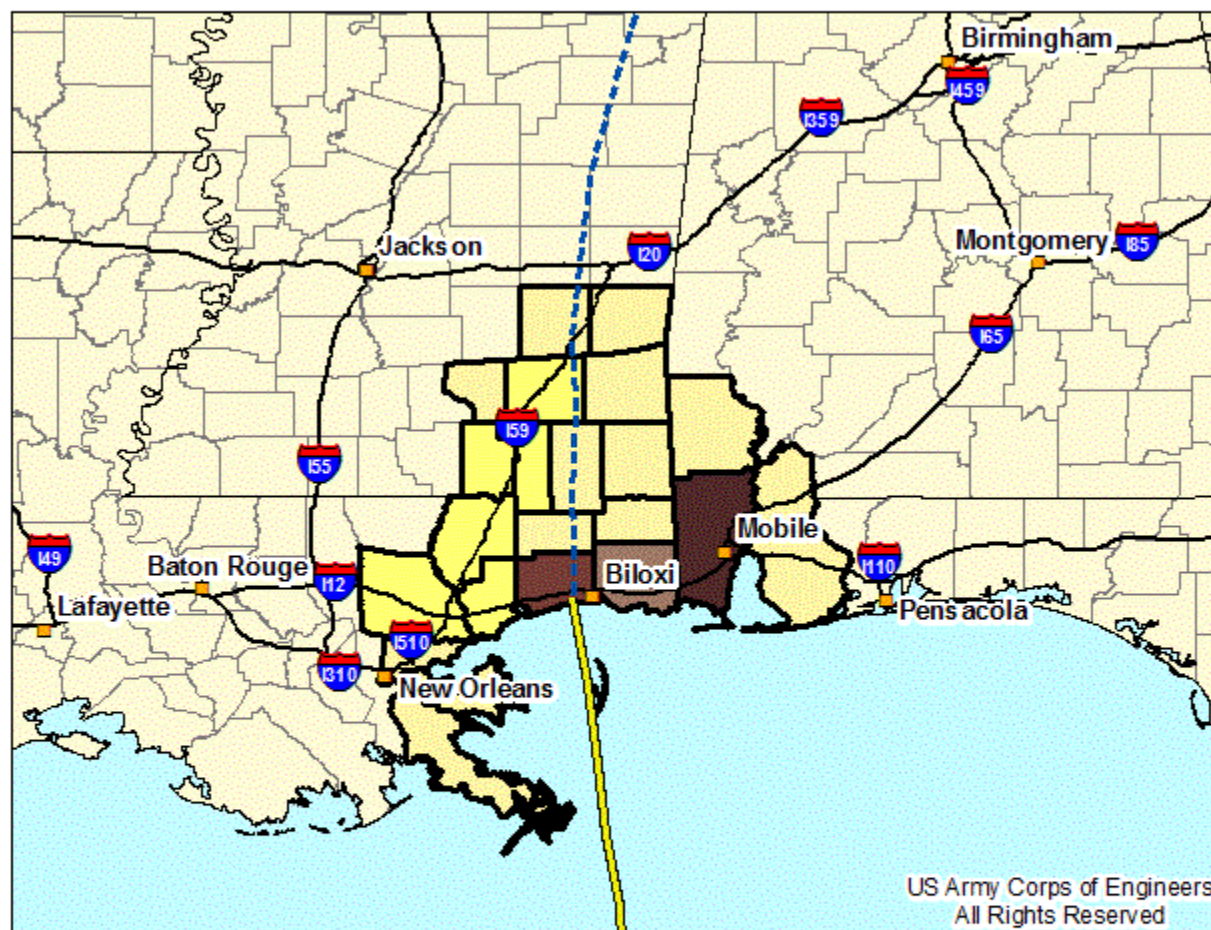 Birmingham
I459
I359
Jackson
I20
Montgomery
I85
I65
I59
I55
Mobile
I49
Baton Rouge
I12
Biloxi
I110
Lafayette
Pensacola
I510
I310
New Orleans
US Army Corps of Engineers
All Rights Reserved